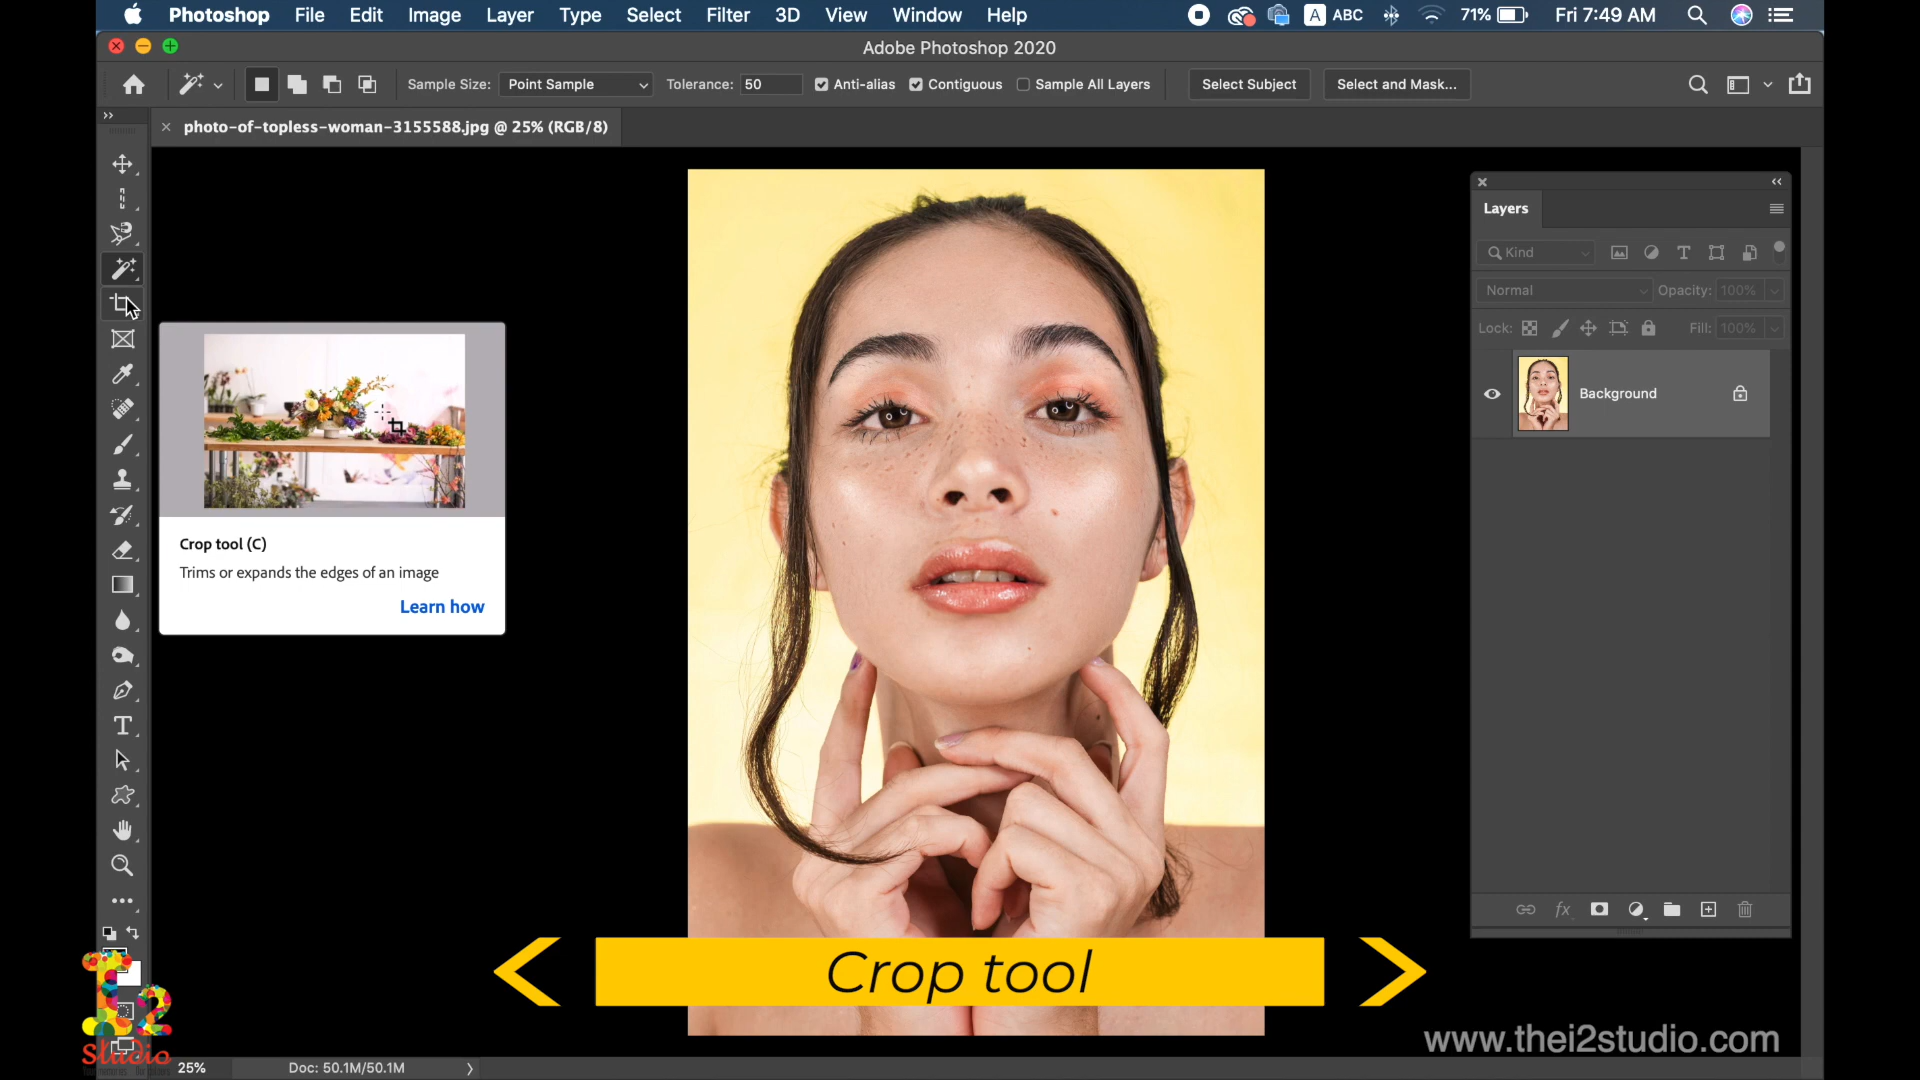 Photoshop File Edit Image Layer Type Select Filter 3D View Window Help A ABC 71% Fri 7:49 AM
Adobe Photoshop 2020
Sample Size: Point Sample Tolerance: 50 Anti-alias Contiguous Sample All Layers Select Subject Select and Mask...
photo-of-topless-woman-3155588.jpg @ 25% (RGB/8)
Layers
Kind
Normal Opacity: 100%
Lock: Fill: 100%
Background
Crop tool (C)
Trims or expands the edges of an image
Learn how
fx
Crop tool
12
Studio
www.thei2studio.com
25% Doc: 50.1M/50.1M